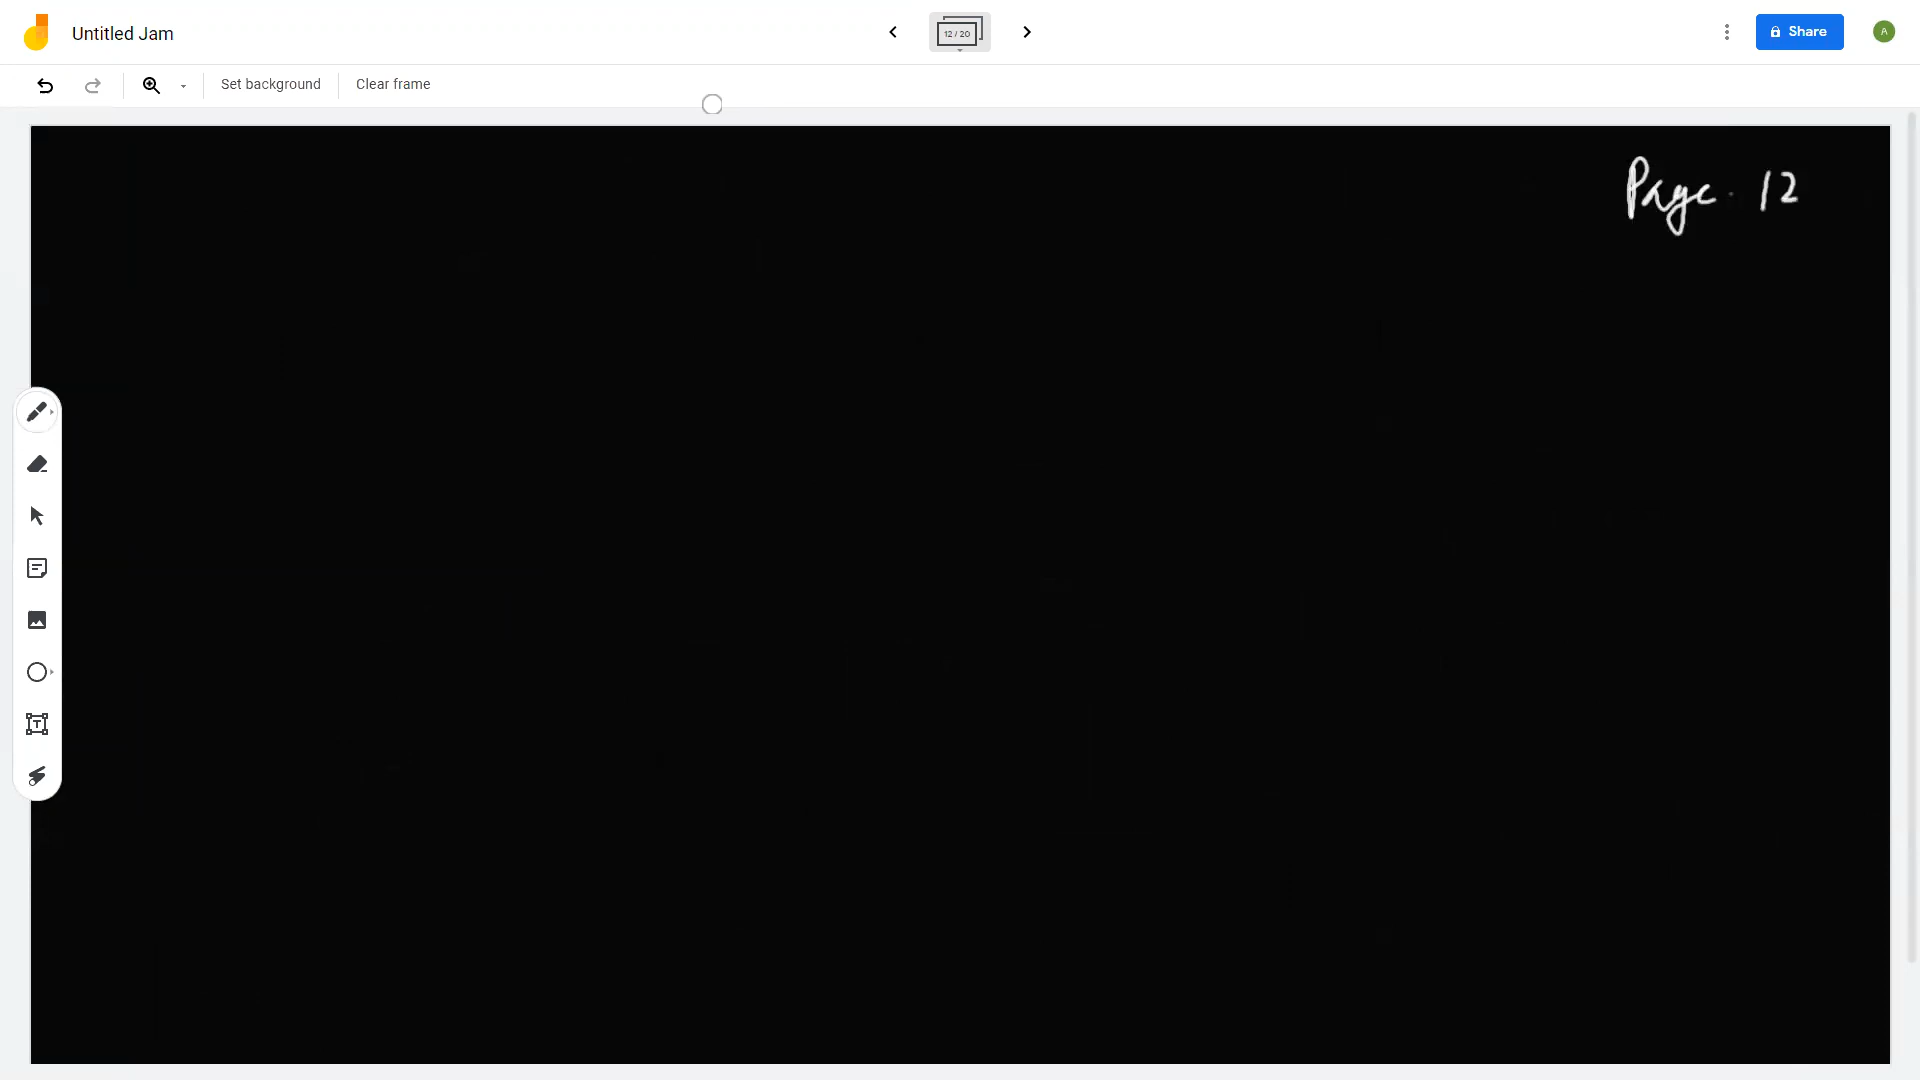 Untitled Jam
12 / 20
Share
A
Set background
Clear frame
Page. 12